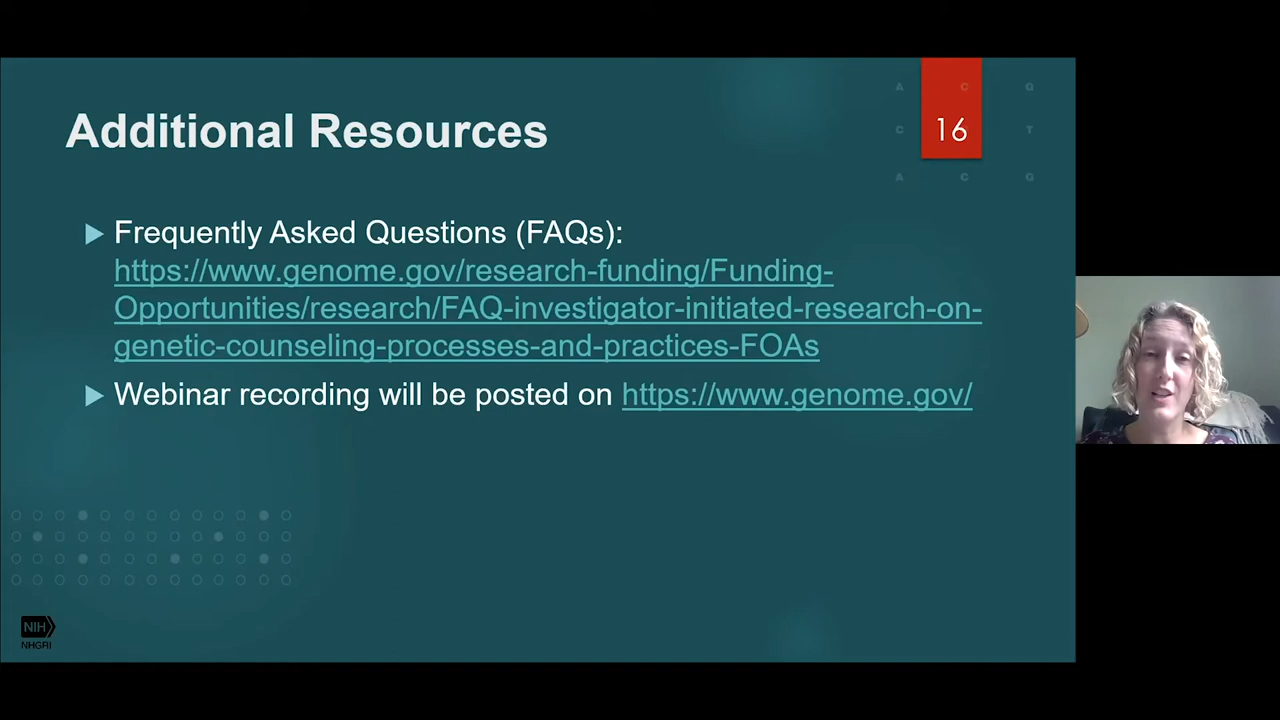 A C G
C T
A C G
16
Additional Resources
Frequently Asked Questions (FAQs):
https://www.genome.gov/research-funding/Funding-
Opportunities/research/FAQ-investigator-initiated-research-on-
genetic-counseling-processes-and-practices-FOAs
Webinar recording will be posted on https://www.genome.gov/
NIH
NHGRI